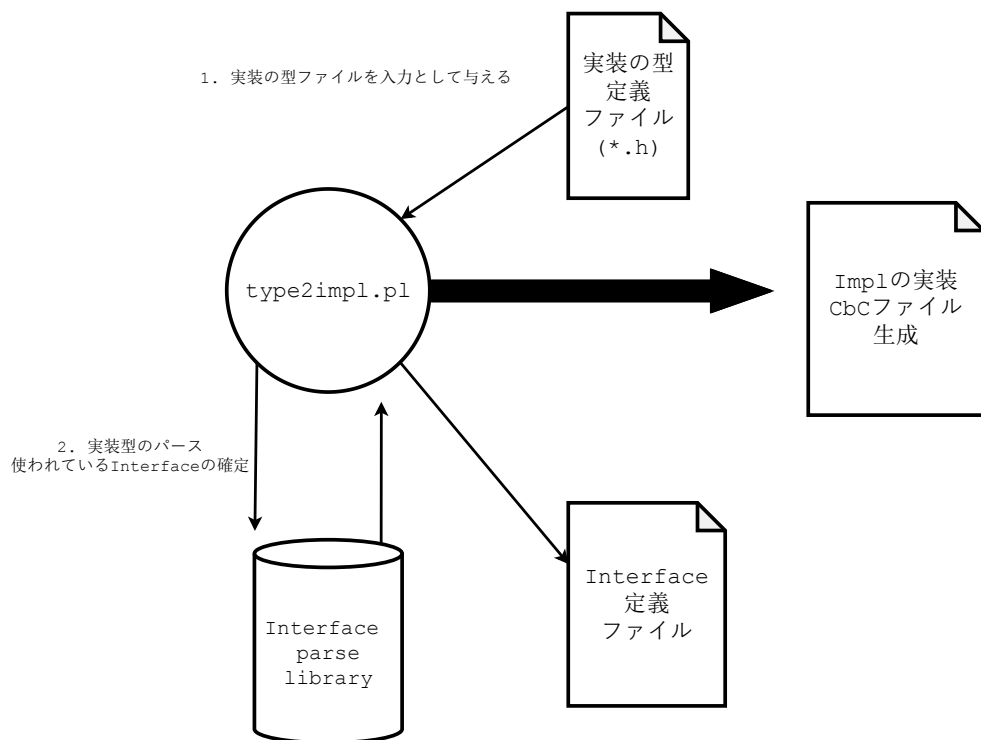 1. 実装の型ファイルを入力として与える
実装の型
定義
ファイル
(*.h)
type2impl.pl
Implの実装
CbCファイル
生成
2. 実装型のパース
使われているInterfaceの確定
Interface
定義
ファイル
Interface
parse
library